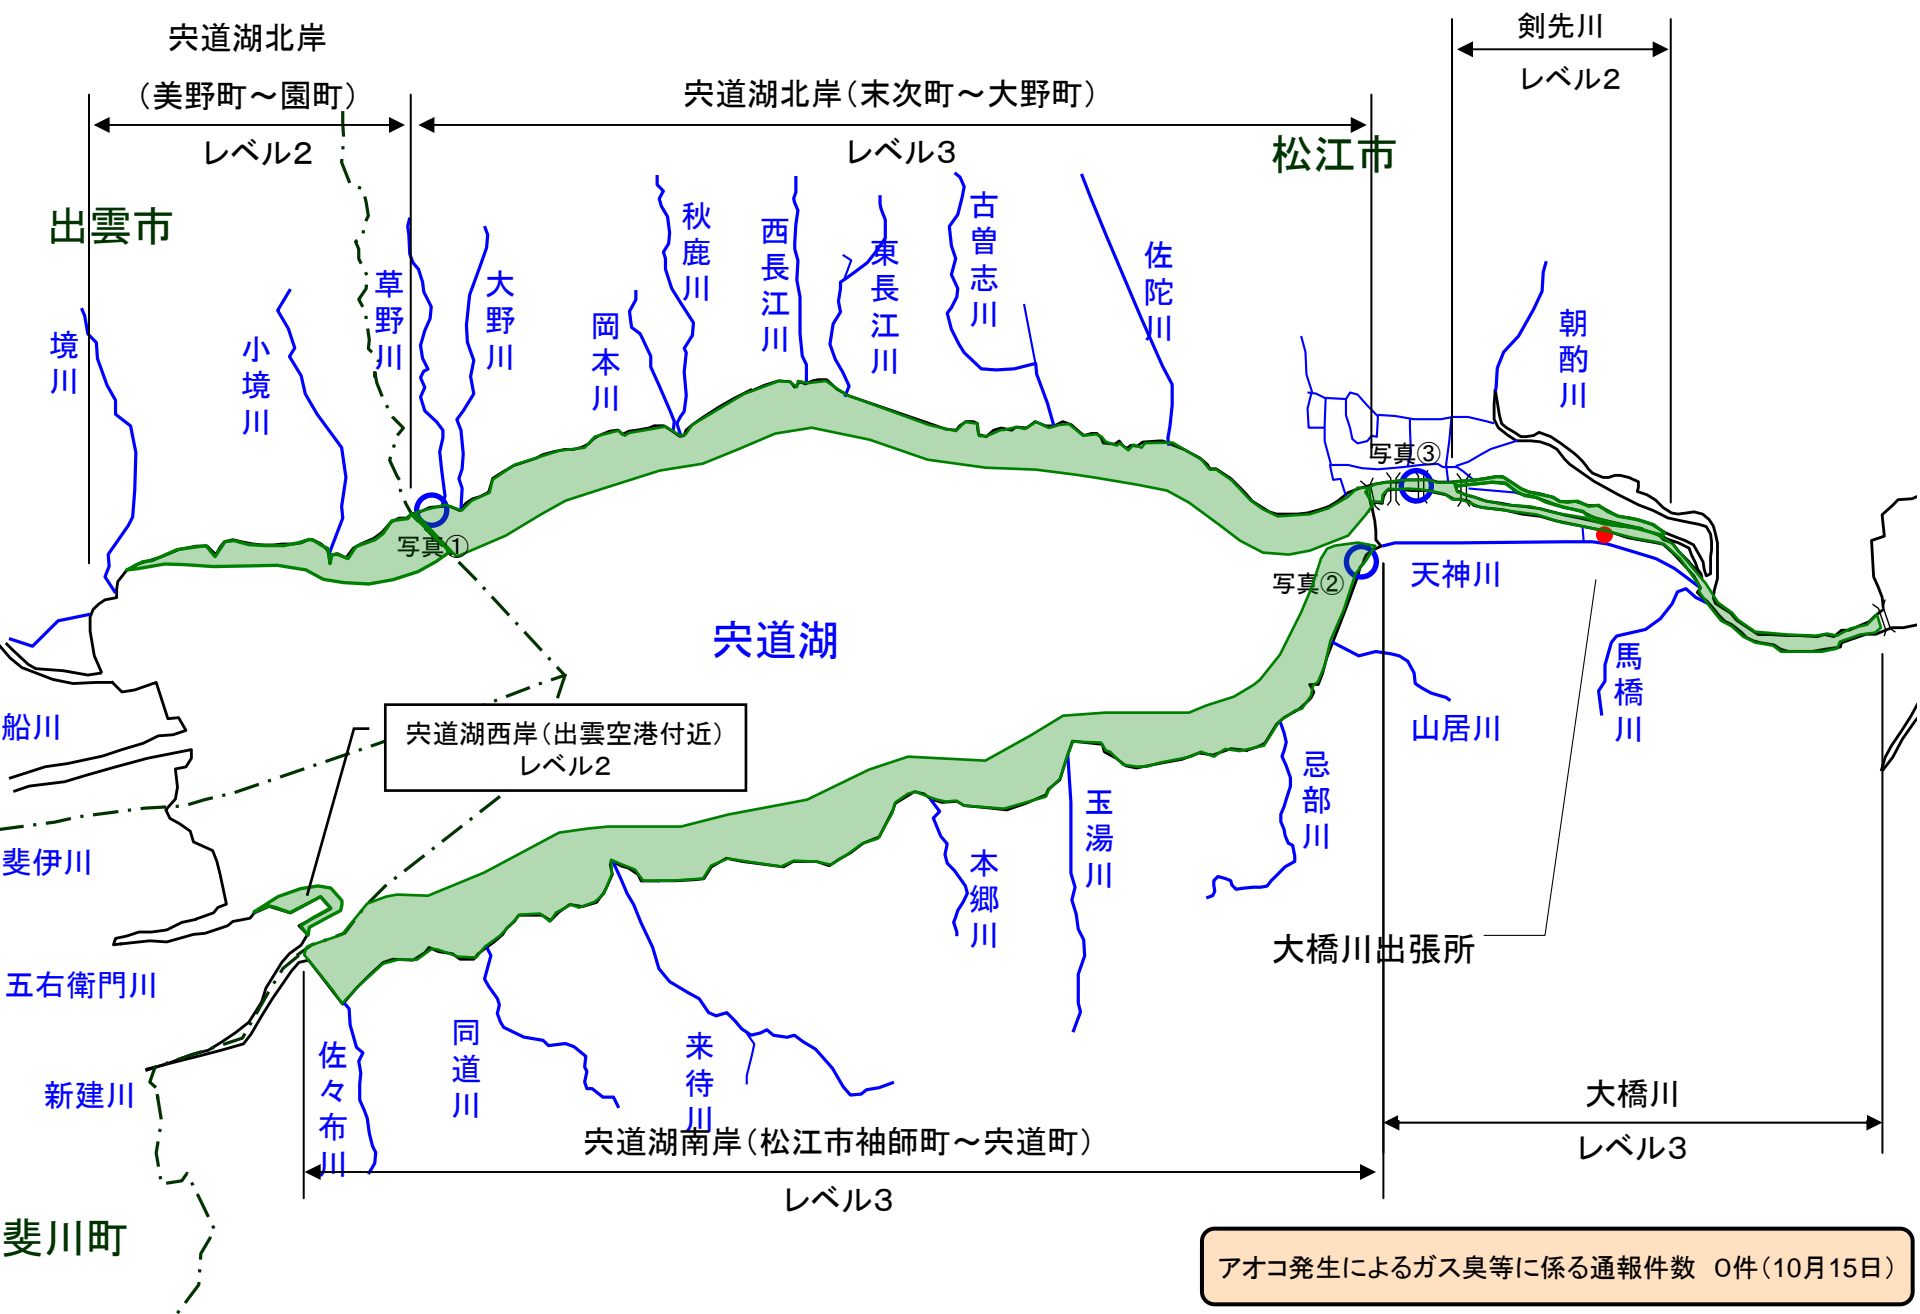 宍道湖北岸
（美野町～園町）
レベル2
宍道湖北岸（末次町～大野町）
レベル3
剣先川
レベル2
松江市
出雲市
境川
小境川
草野川
大野川
岡本川
秋鹿川
西長江川
東長江川
古曽志川
佐陀川
朝酌川
写真①
写真②
写真③
天神川
宍道湖
馬橋川
山居川
船川
宍道湖西岸（出雲空港付近）
レベル2
忌部川
玉湯川
本郷川
斐伊川
大橋川出張所
五右衛門川
同道川
来待川
佐々布川
新建川
大橋川
レベル3
宍道湖南岸（松江市袖師町～宍道町）
レベル3
斐川町
アオコ発生によるガス臭等に係る通報件数　0件（10月15日）